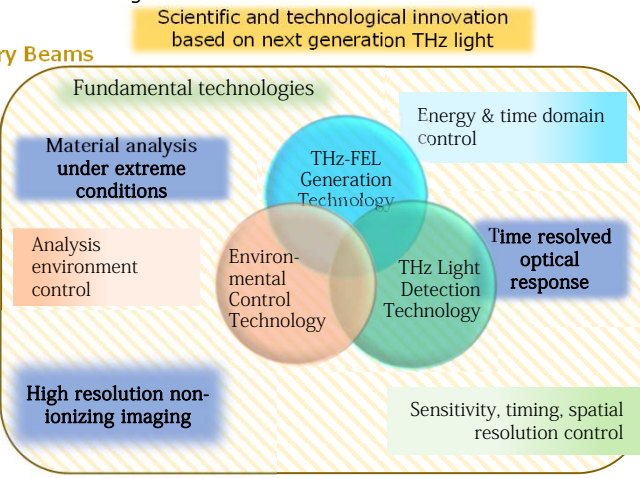 Scientific and technological innovation
based on next generation THz light
ry Beams
Fundamental technologies
Energy & time domain
control
Material analysis
under extreme
conditions
THz-FEL
Generation
Technology
Time resolved
optical
response
Analysis
environment
control
Environ-
mental
Control
Technology
THz Light
Detection
Technology
High resolution non-
ionizing imaging
Sensitivity, timing, spatial
resolution control